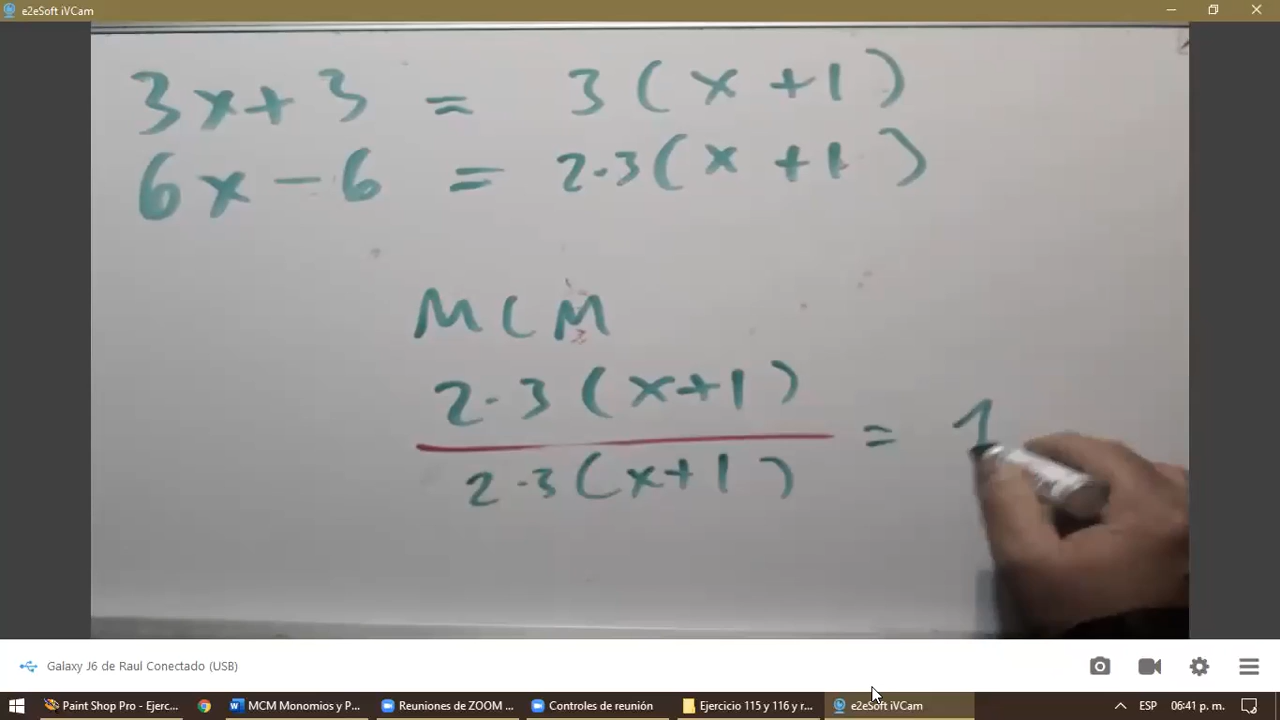 e2eSoft iVCam
3x+3 = 3(x+1)
6x-6 = 2·3(x+1)
MCM
2·3(x+1)
2·3(x+1)
= 1
Galaxy J6 de Raul Conectado (USB)
Paint Shop Pro - Ejerc...
MCM Monomios y P...
Reuniones de ZOOM ...
Controles de reunión
Ejercicio 115 y 116 y r...
e2eSoft iVCam
ESP
06:41 p. m.